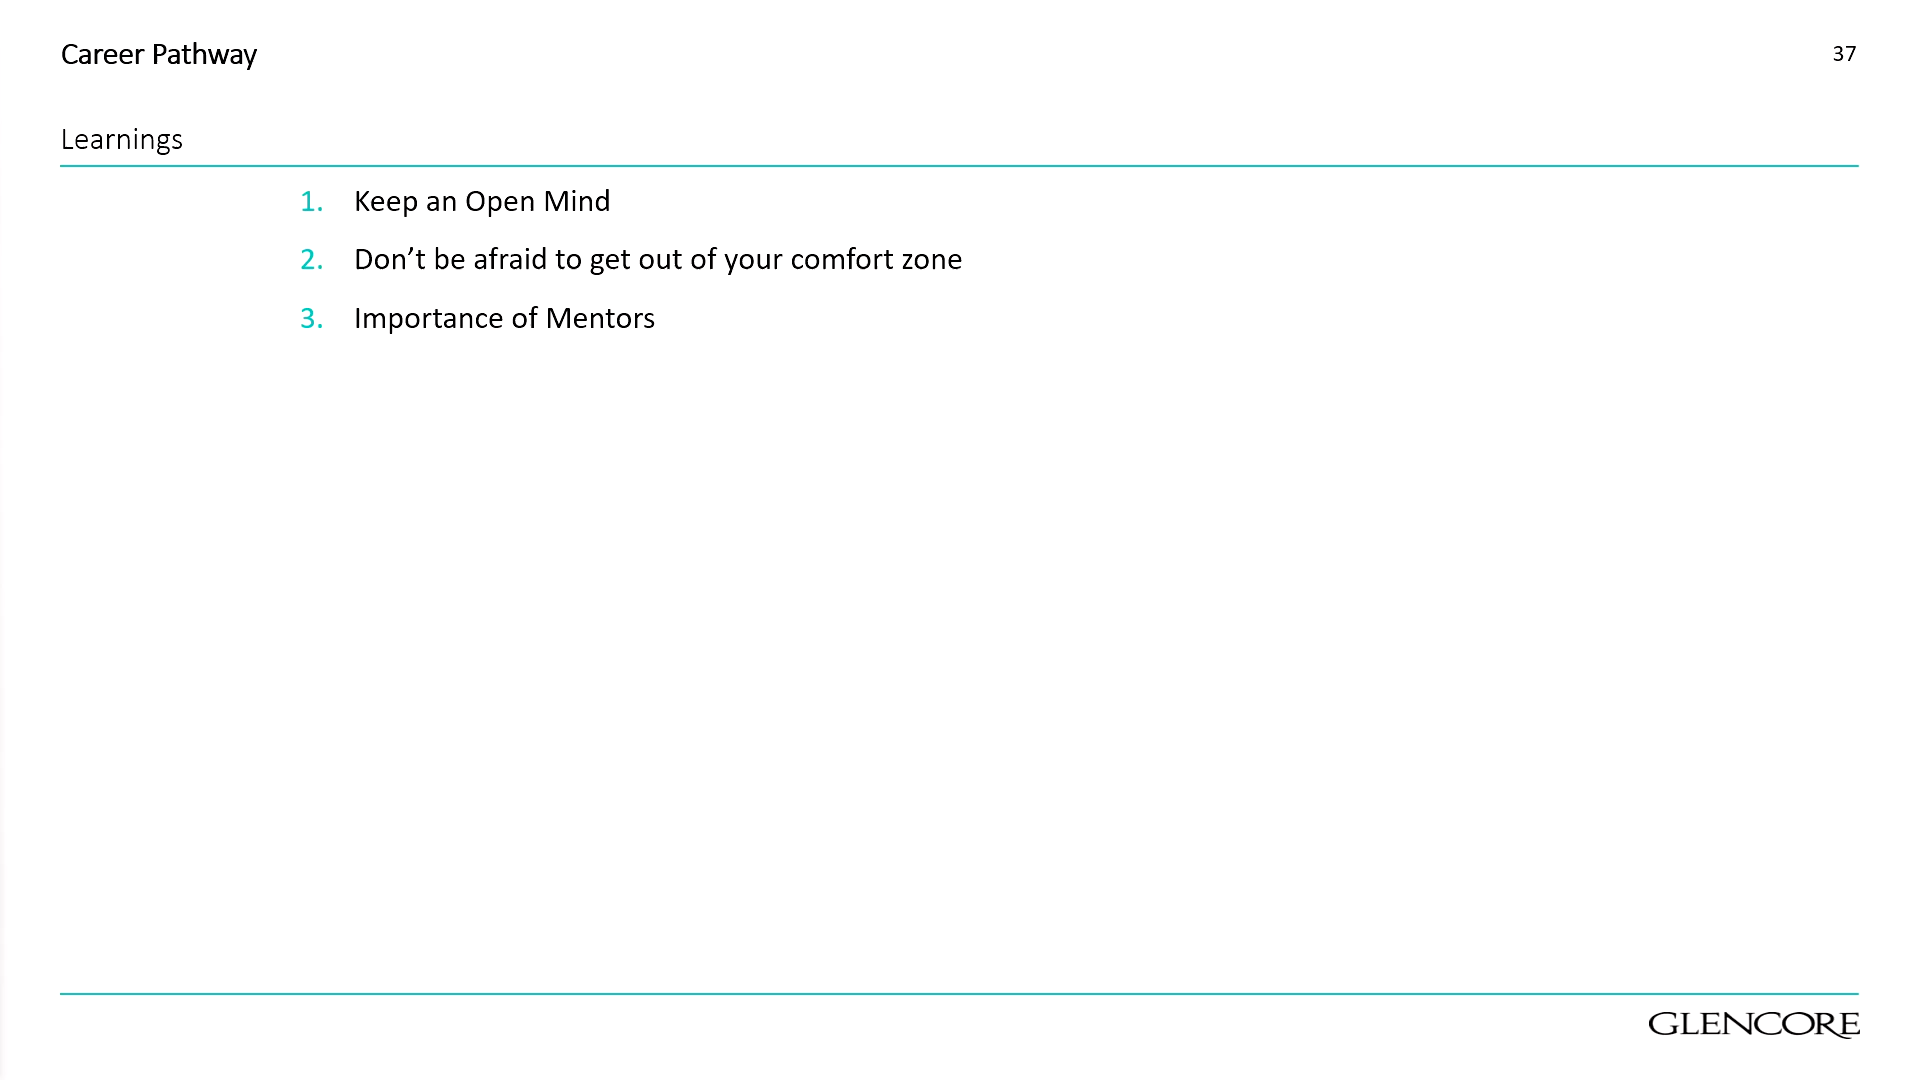 Career Pathway
37
Learnings
1. Keep an Open Mind
2. Don’t be afraid to get out of your comfort zone
3. Importance of Mentors
GLENCORE